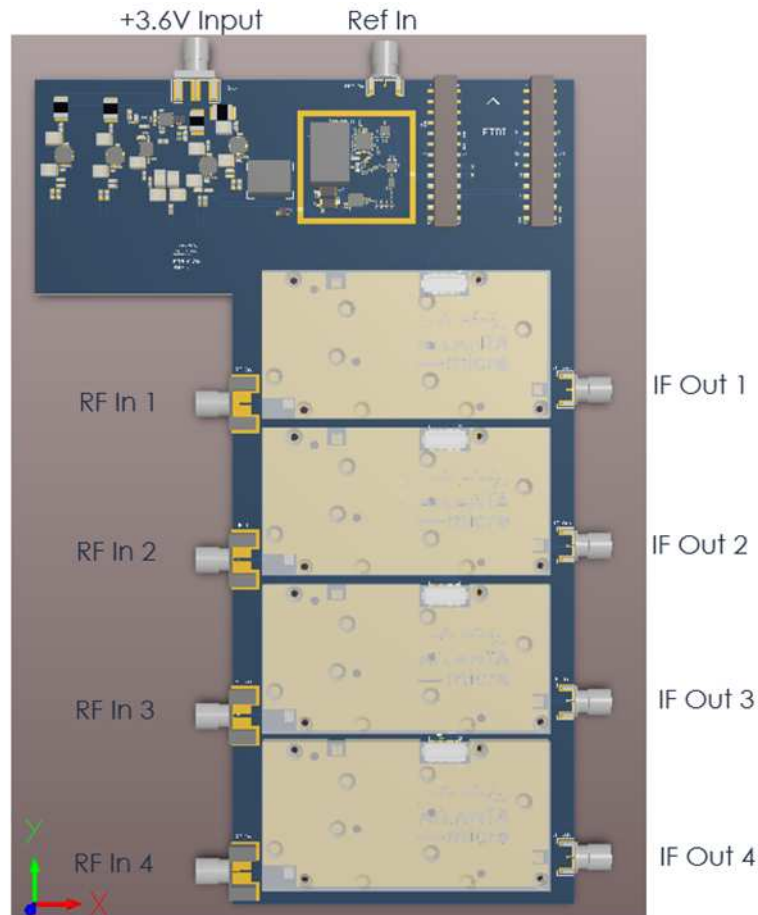 +3.6V Input
Ref In
FTDI
RF In 1
IF Out 1
RF In 2
IF Out 2
RF In 3
IF Out 3
RF In 4
IF Out 4
Y
X